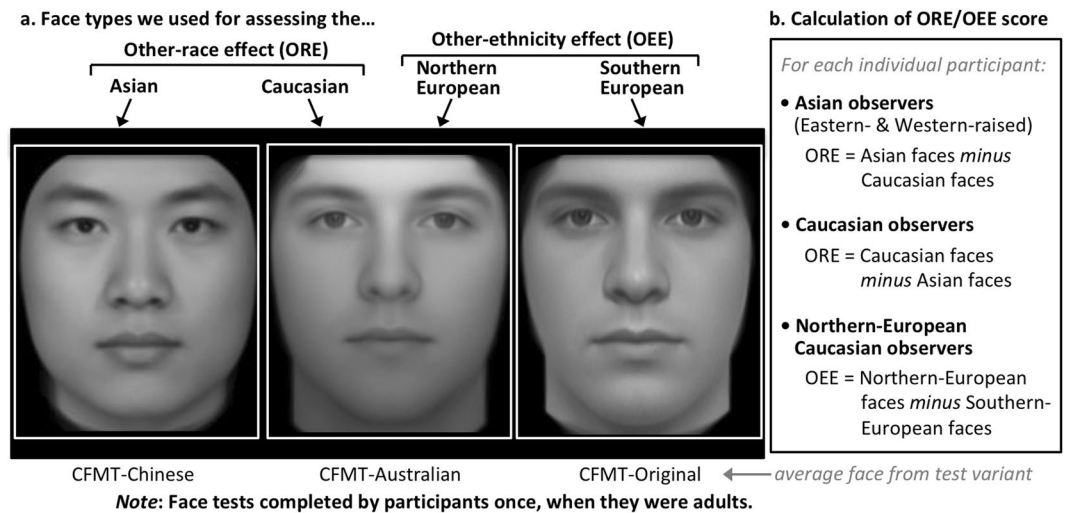 a. Face types we used for assessing the...
Other-race effect (ORE)
Other-ethnicity effect (OEE)
Asian
Caucasian
Northern
European
Southern
European
CFMT-Chinese
CFMT-Australian
CFMT-Original
average face from test variant
Note: Face tests completed by participants once, when they were adults.
b. Calculation of ORE/OEE score
For each individual participant:
• Asian observers
(Eastern- & Western-raised)
ORE = Asian faces minus
Caucasian faces
• Caucasian observers
ORE = Caucasian faces
minus Asian faces
• Northern-European
Caucasian observers
OEE = Northern-European
faces minus Southern-
European faces